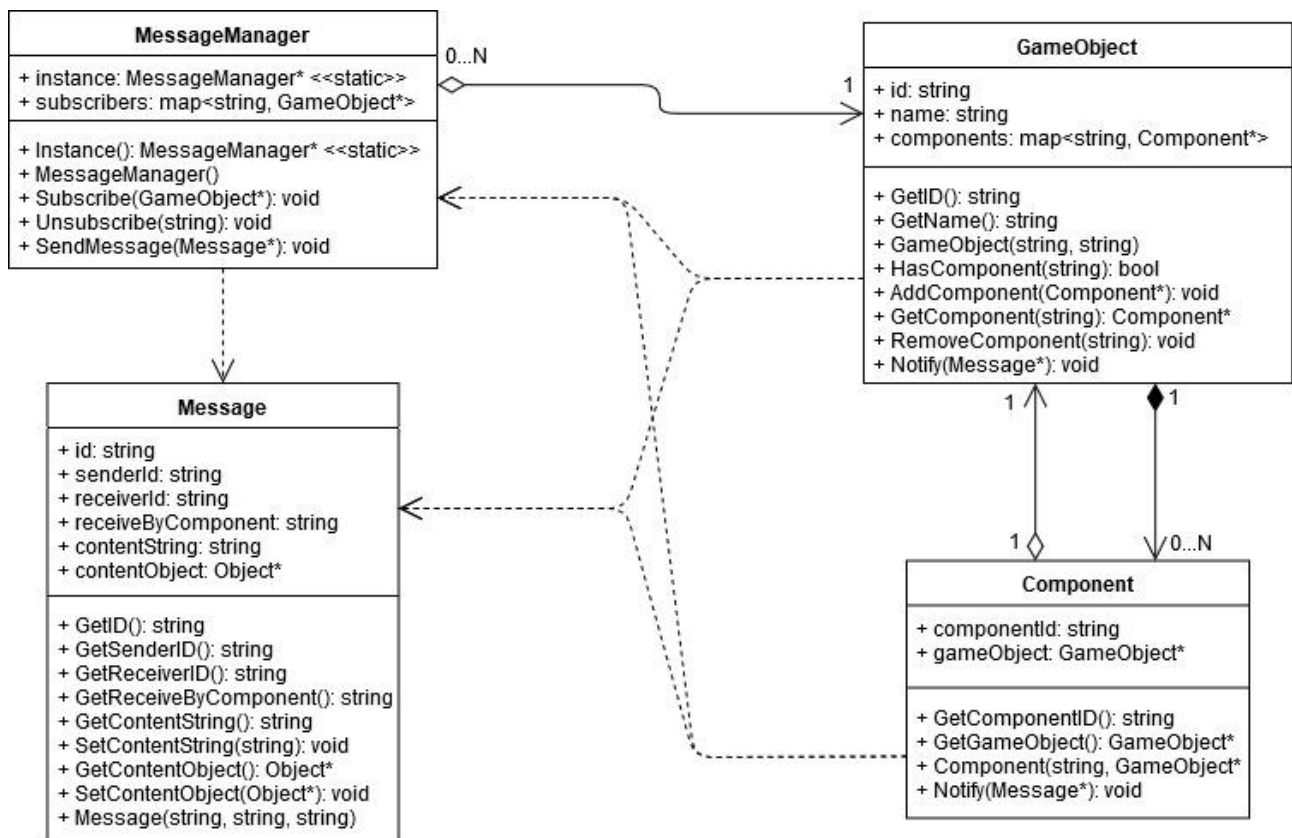 MessageManager
+ instance: MessageManager* <<static>>
+ subscribers: map<string, GameObject*>
+ Instance(): MessageManager* <<static>>
+ MessageManager()
+ Subscribe(GameObject*): void
+ Unsubscribe(string): void
+ SendMessage(Message*): void
0...N
1
GameObject
+ id: string
+ name: string
+ components: map<string, Component*>
+ GetID(): string
+ GetName(): string
+ GameObject(string, string)
+ HasComponent(string): bool
+ AddComponent(Component*): void
+ GetComponent(string): Component*
+ RemoveComponent(string): void
+ Notify(Message*): void
1
1
1
0...N
Message
+ id: string
+ senderId: string
+ receiverId: string
+ receiveByComponent: string
+ contentString: string
+ contentObject: Object*
+ GetID(): string
+ GetSenderID(): string
+ GetReceiverID(): string
+ GetReceiveByComponent(): string
+ GetContentString(): string
+ SetContentString(string): void
+ GetContentObject(): Object*
+ SetContentObject(Object*): void
+ Message(string, string, string)
Component
+ componentId: string
+ gameObject: GameObject*
+ GetComponentID(): string
+ GetGameObject(): GameObject*
+ Component(string, GameObject*
+ Notify(Message*): void